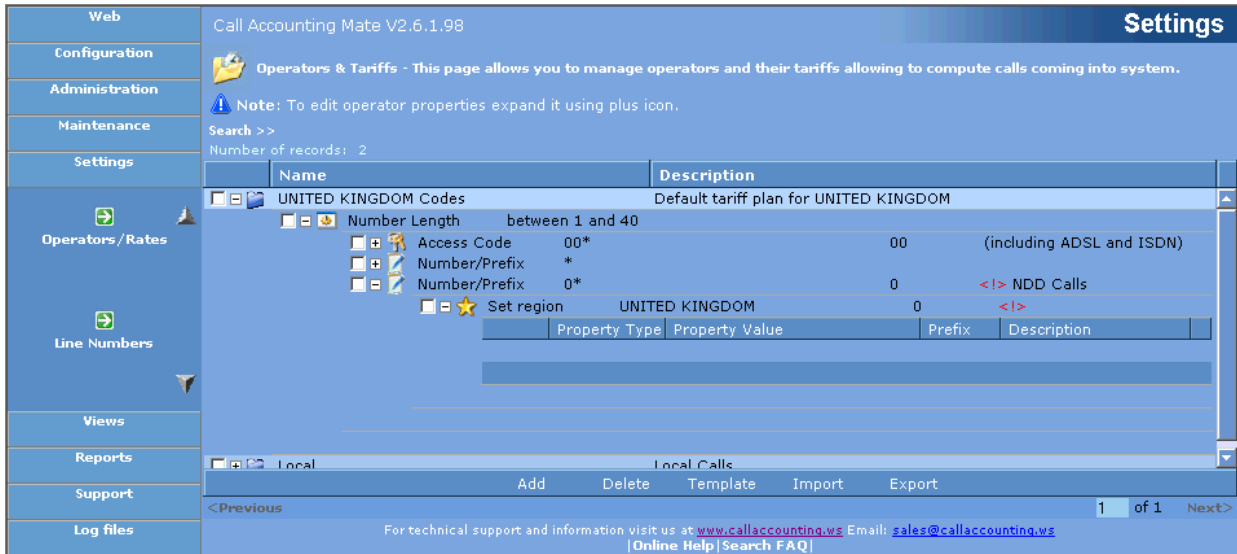 Web
Configuration
Administration
Maintenance
Settings
Operators/Rates
Line Numbers
Views
Reports
Support
Log files
Call Accounting Mate V2.6.1.98
Settings
Operators & Tariffs - This page allows you to manage operators and their tariffs allowing to compute calls coming into system.
Note: To edit operator properties expand it using plus icon.
Search >>
Number of records: 2
Name Description
UNITED KINGDOM Codes Default tariff plan for UNITED KINGDOM
Number Length between 1 and 40
Access Code 00* 00 (including ADSL and ISDN)
Number/Prefix *
Number/Prefix 0* 0 <!> NDD Calls
Set region UNITED KINGDOM 0 <!>
Property Type Property Value Prefix Description
Local Local Calls
Add Delete Template Import Export
<Previous 1 of 1 Next>
For technical support and information visit us at www.callaccounting.ws Email: sales@callaccounting.ws
|Online Help|Search FAQ|